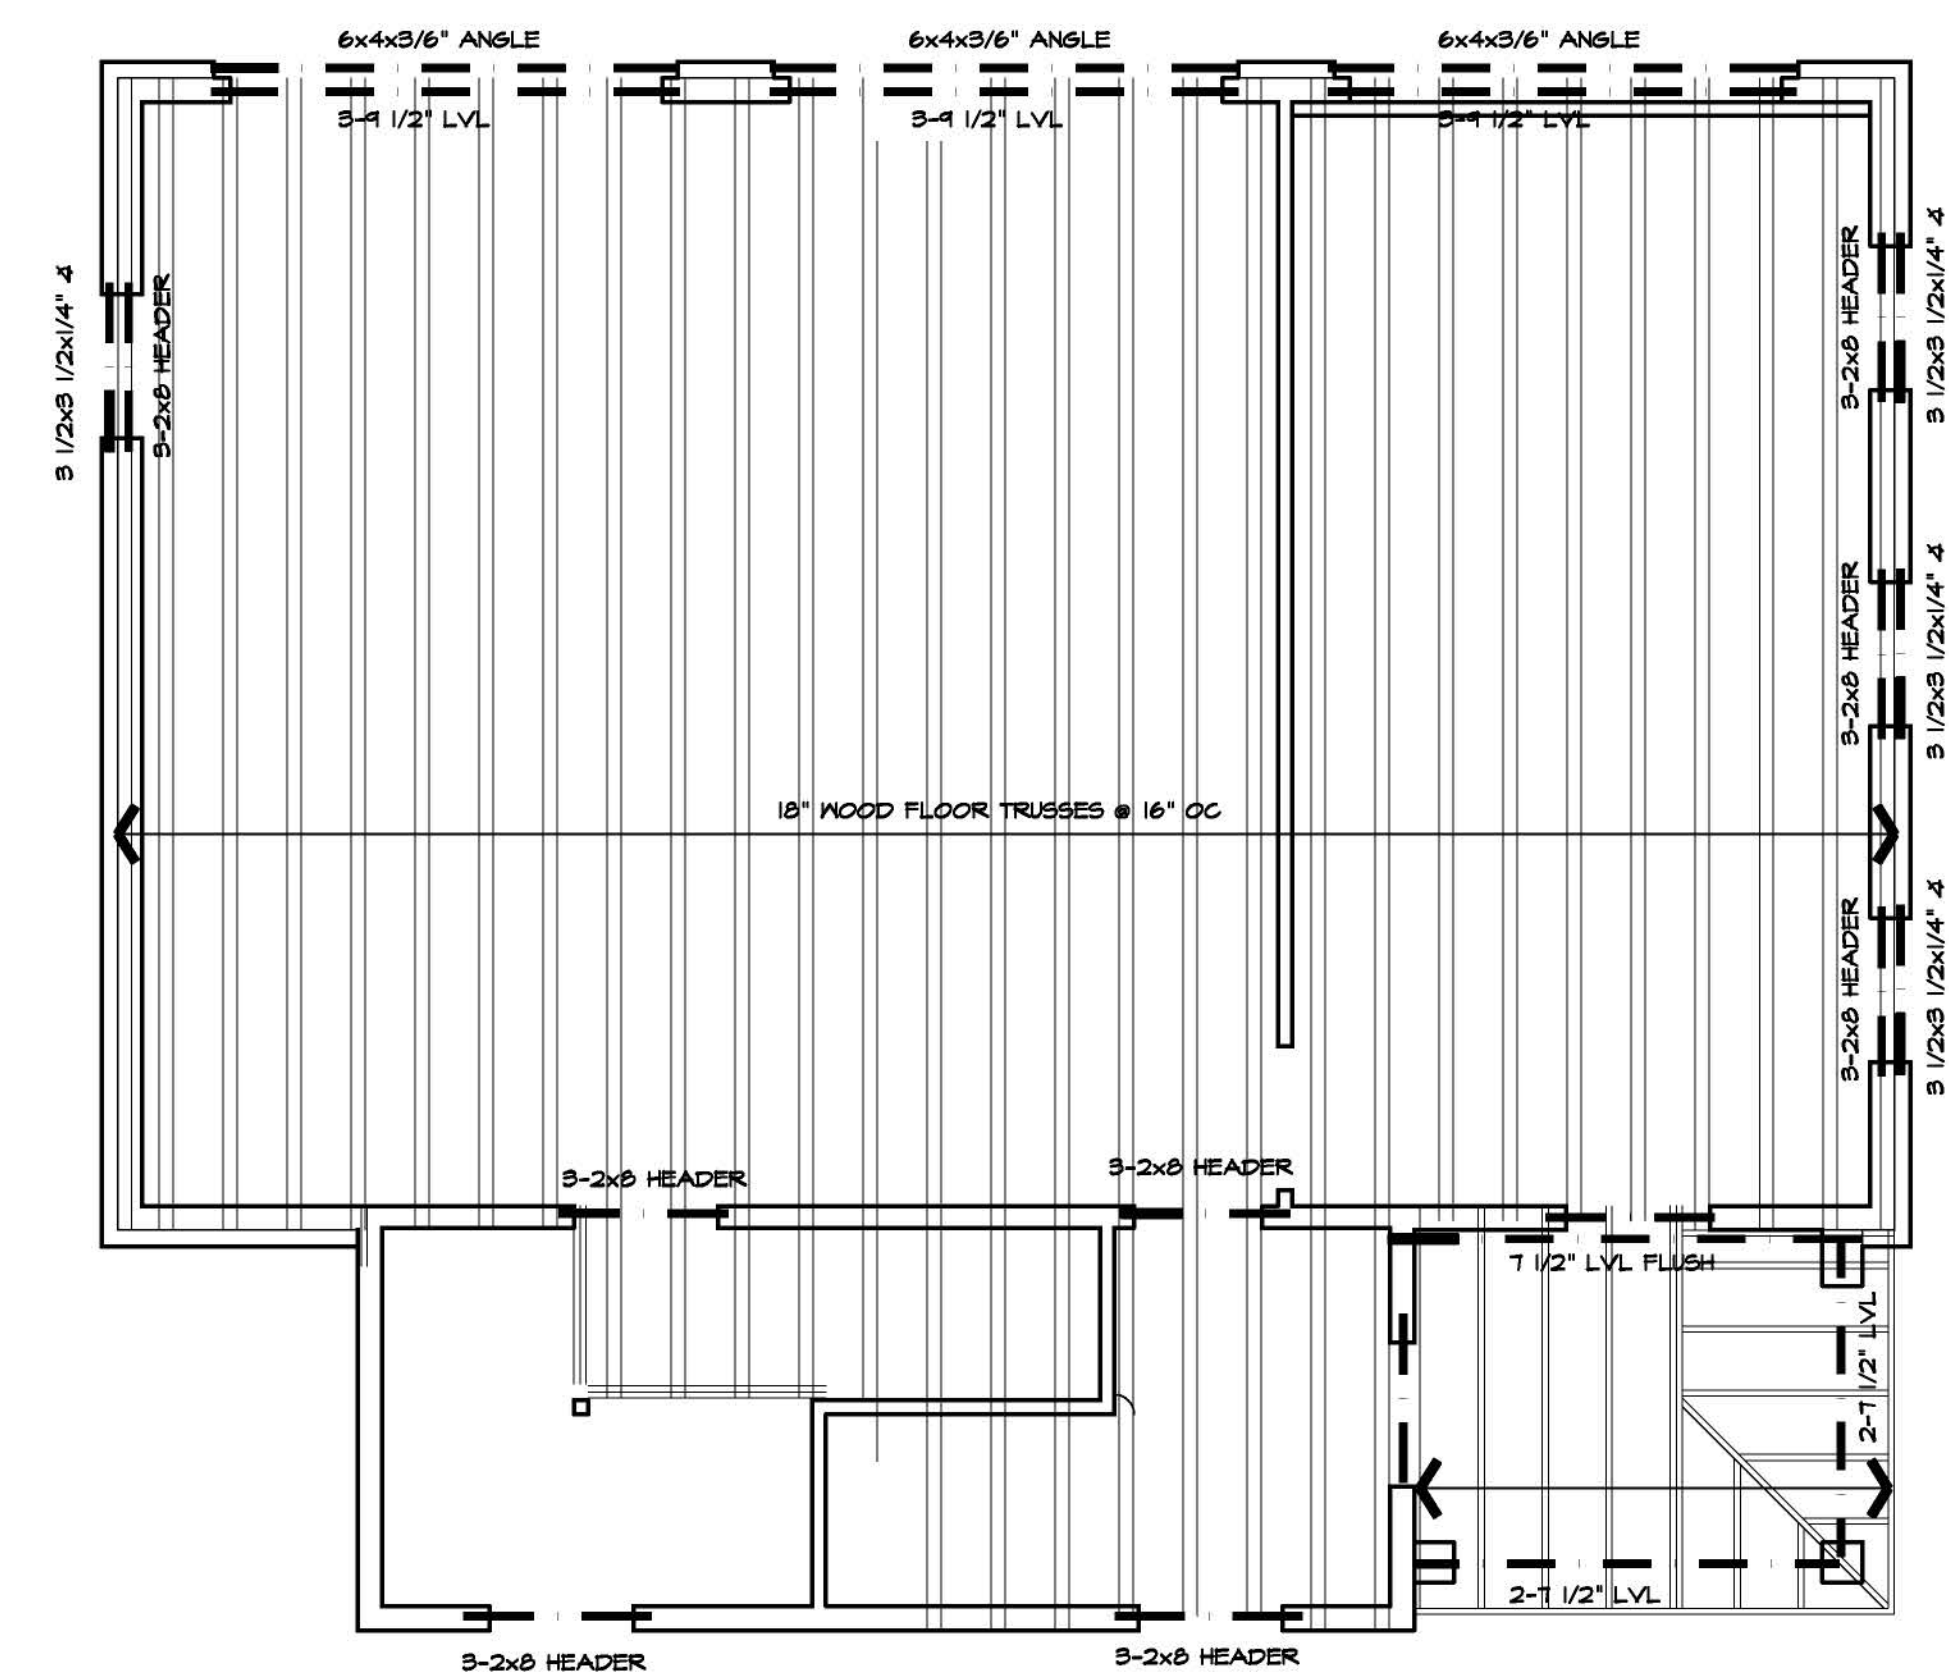 6x4x3/6" ANGLE
6x4x3/6" ANGLE
6x4x3/6" ANGLE
3-9 1/2" LVL
3-9 1/2" LVL
3-9 1/2" LVL
3 1/2x3 1/2x1/4" ∡
3-2x8 HEADER
3-2x8 HEADER
3 1/2x3 1/2x1/4" ∡
3-2x8 HEADER
3 1/2x3 1/2x1/4" ∡
18" WOOD FLOOR TRUSSES @ 16" OC
3-2x8 HEADER
3 1/2x3 1/2x1/4" ∡
3-2x8 HEADER
3-2x8 HEADER
7 1/2" LVL FLUSH
2-7 1/2" LVL
2-7 1/2" LVL
3-2x8 HEADER
3-2x8 HEADER